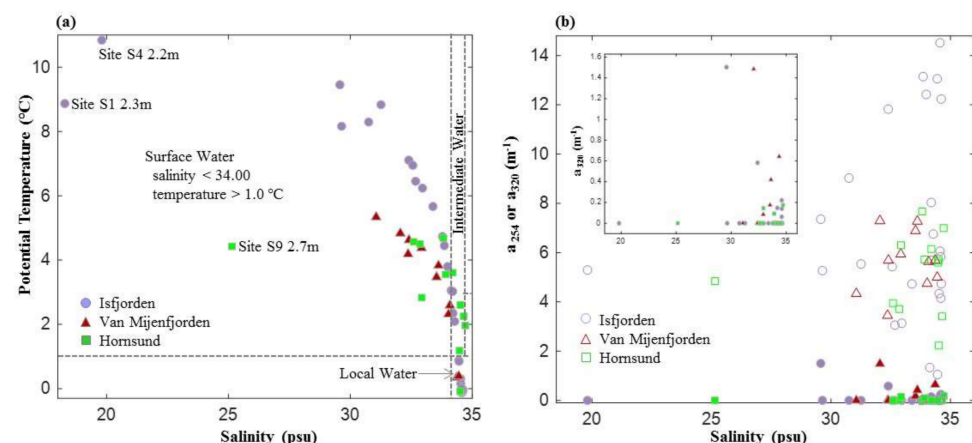 (a)
Potential Temperature (°C)
10
8
6
4
2
0
Site S4 2.2m
Site S1 2.3m
Surface Water
salinity < 34.00
temperature > 1.0 °C
Site S9 2.7m
Intermediate Water
Local Water
Isfjorden
Van Mijenfjorden
Hornsund
20
25
30
35
Salinity (psu)
(b)
a254 or a320 (m-1)
14
12
10
8
6
4
2
0
a320 (m-1)
1.6
1.4
1.2
1
0.8
0.6
0.4
0.2
0
20
25
30
35
Isfjorden
Van Mijenfjorden
Hornsund
20
25
30
35
Salinity (psu)